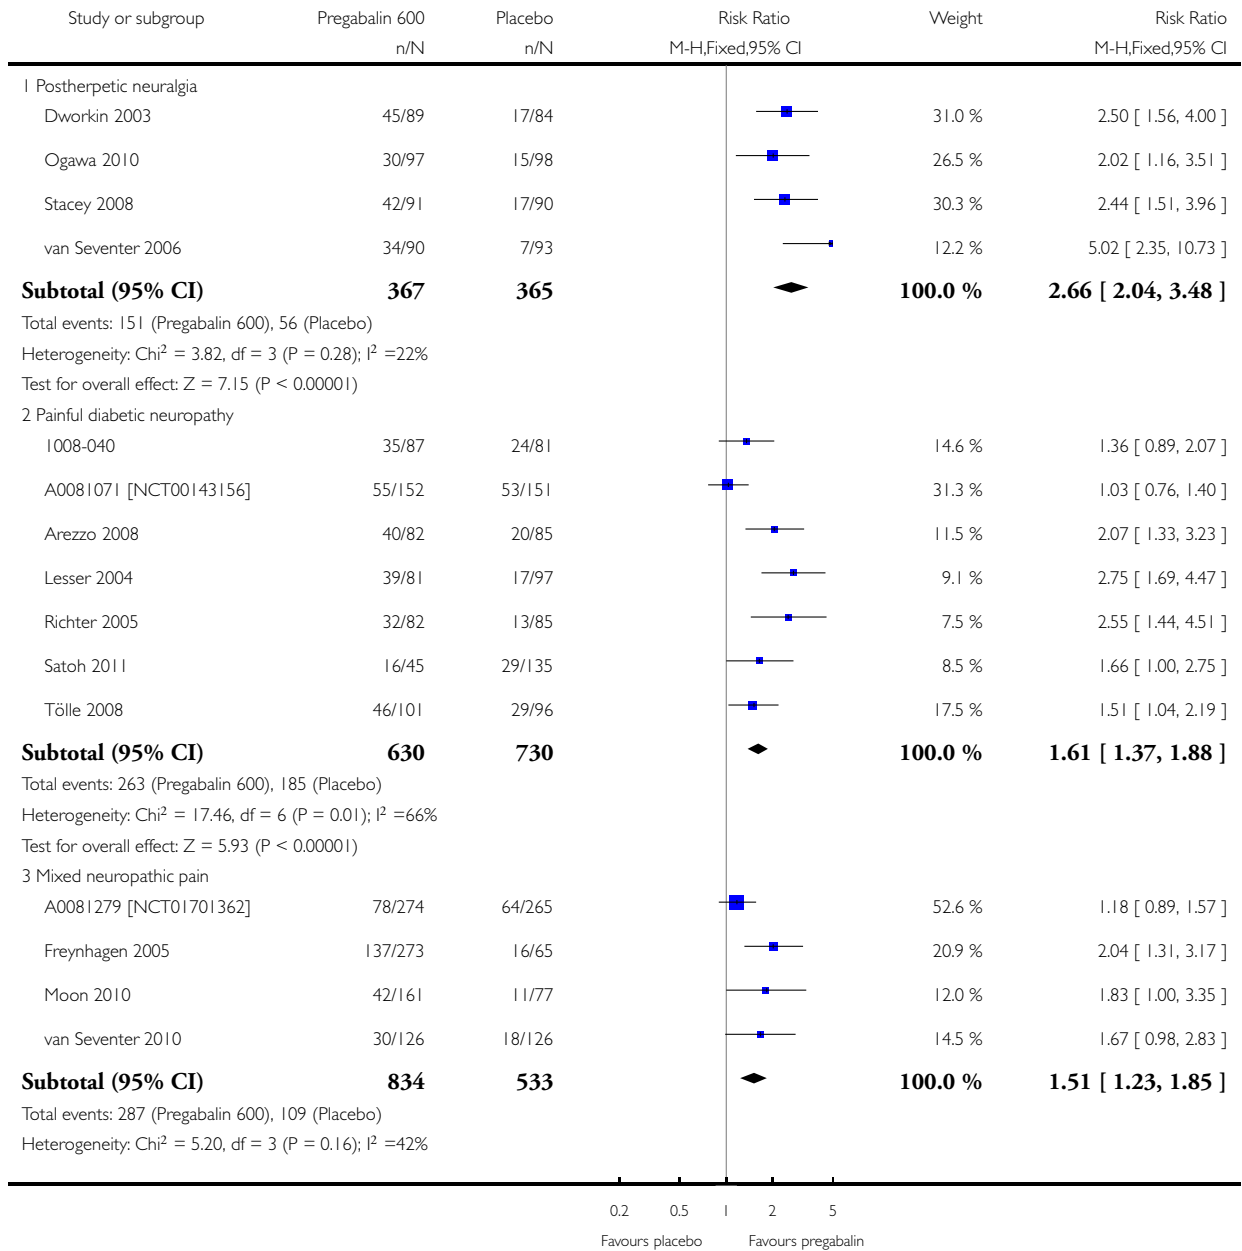 Study or subgroup Pregabalin 600 Placebo Risk Ratio Weight Risk Ratio
n/N n/N M-H,Fixed,95% CI M-H,Fixed,95% CI
1 Postherpetic neuralgia
Dworkin 2003 45/89 17/84 31.0 % 2.50 [ 1.56, 4.00 ]
Ogawa 2010 30/97 15/98 26.5 % 2.02 [ 1.16, 3.51 ]
Stacey 2008 42/91 17/90 30.3 % 2.44 [ 1.51, 3.96 ]
van Seventer 2006 34/90 7/93 12.2 % 5.02 [ 2.35, 10.73 ]
Subtotal (95% CI) 367 365 100.0 % 2.66 [ 2.04, 3.48 ]
Total events: 151 (Pregabalin 600), 56 (Placebo)
Heterogeneity: Chi² = 3.82, df = 3 (P = 0.28); I² =22%
Test for overall effect: Z = 7.15 (P < 0.00001)
2 Painful diabetic neuropathy
1008-040 35/87 24/81 14.6 % 1.36 [ 0.89, 2.07 ]
A0081071 [NCT00143156] 55/152 53/151 31.3 % 1.03 [ 0.76, 1.40 ]
Arezzo 2008 40/82 20/85 11.5 % 2.07 [ 1.33, 3.23 ]
Lesser 2004 39/81 17/97 9.1 % 2.75 [ 1.69, 4.47 ]
Richter 2005 32/82 13/85 7.5 % 2.55 [ 1.44, 4.51 ]
Satoh 2011 16/45 29/135 8.5 % 1.66 [ 1.00, 2.75 ]
Tölle 2008 46/101 29/96 17.5 % 1.51 [ 1.04, 2.19 ]
Subtotal (95% CI) 630 730 100.0 % 1.61 [ 1.37, 1.88 ]
Total events: 263 (Pregabalin 600), 185 (Placebo)
Heterogeneity: Chi² = 17.46, df = 6 (P = 0.01); I² =66%
Test for overall effect: Z = 5.93 (P < 0.00001)
3 Mixed neuropathic pain
A0081279 [NCT01701362] 78/274 64/265 52.6 % 1.18 [ 0.89, 1.57 ]
Freynhagen 2005 137/273 16/65 20.9 % 2.04 [ 1.31, 3.17 ]
Moon 2010 42/161 11/77 12.0 % 1.83 [ 1.00, 3.35 ]
van Seventer 2010 30/126 18/126 14.5 % 1.67 [ 0.98, 2.83 ]
Subtotal (95% CI) 834 533 100.0 % 1.51 [ 1.23, 1.85 ]
Total events: 287 (Pregabalin 600), 109 (Placebo)
Heterogeneity: Chi² = 5.20, df = 3 (P = 0.16); I² =42%
0.2 0.5 1 2 5
Favours placebo Favours pregabalin